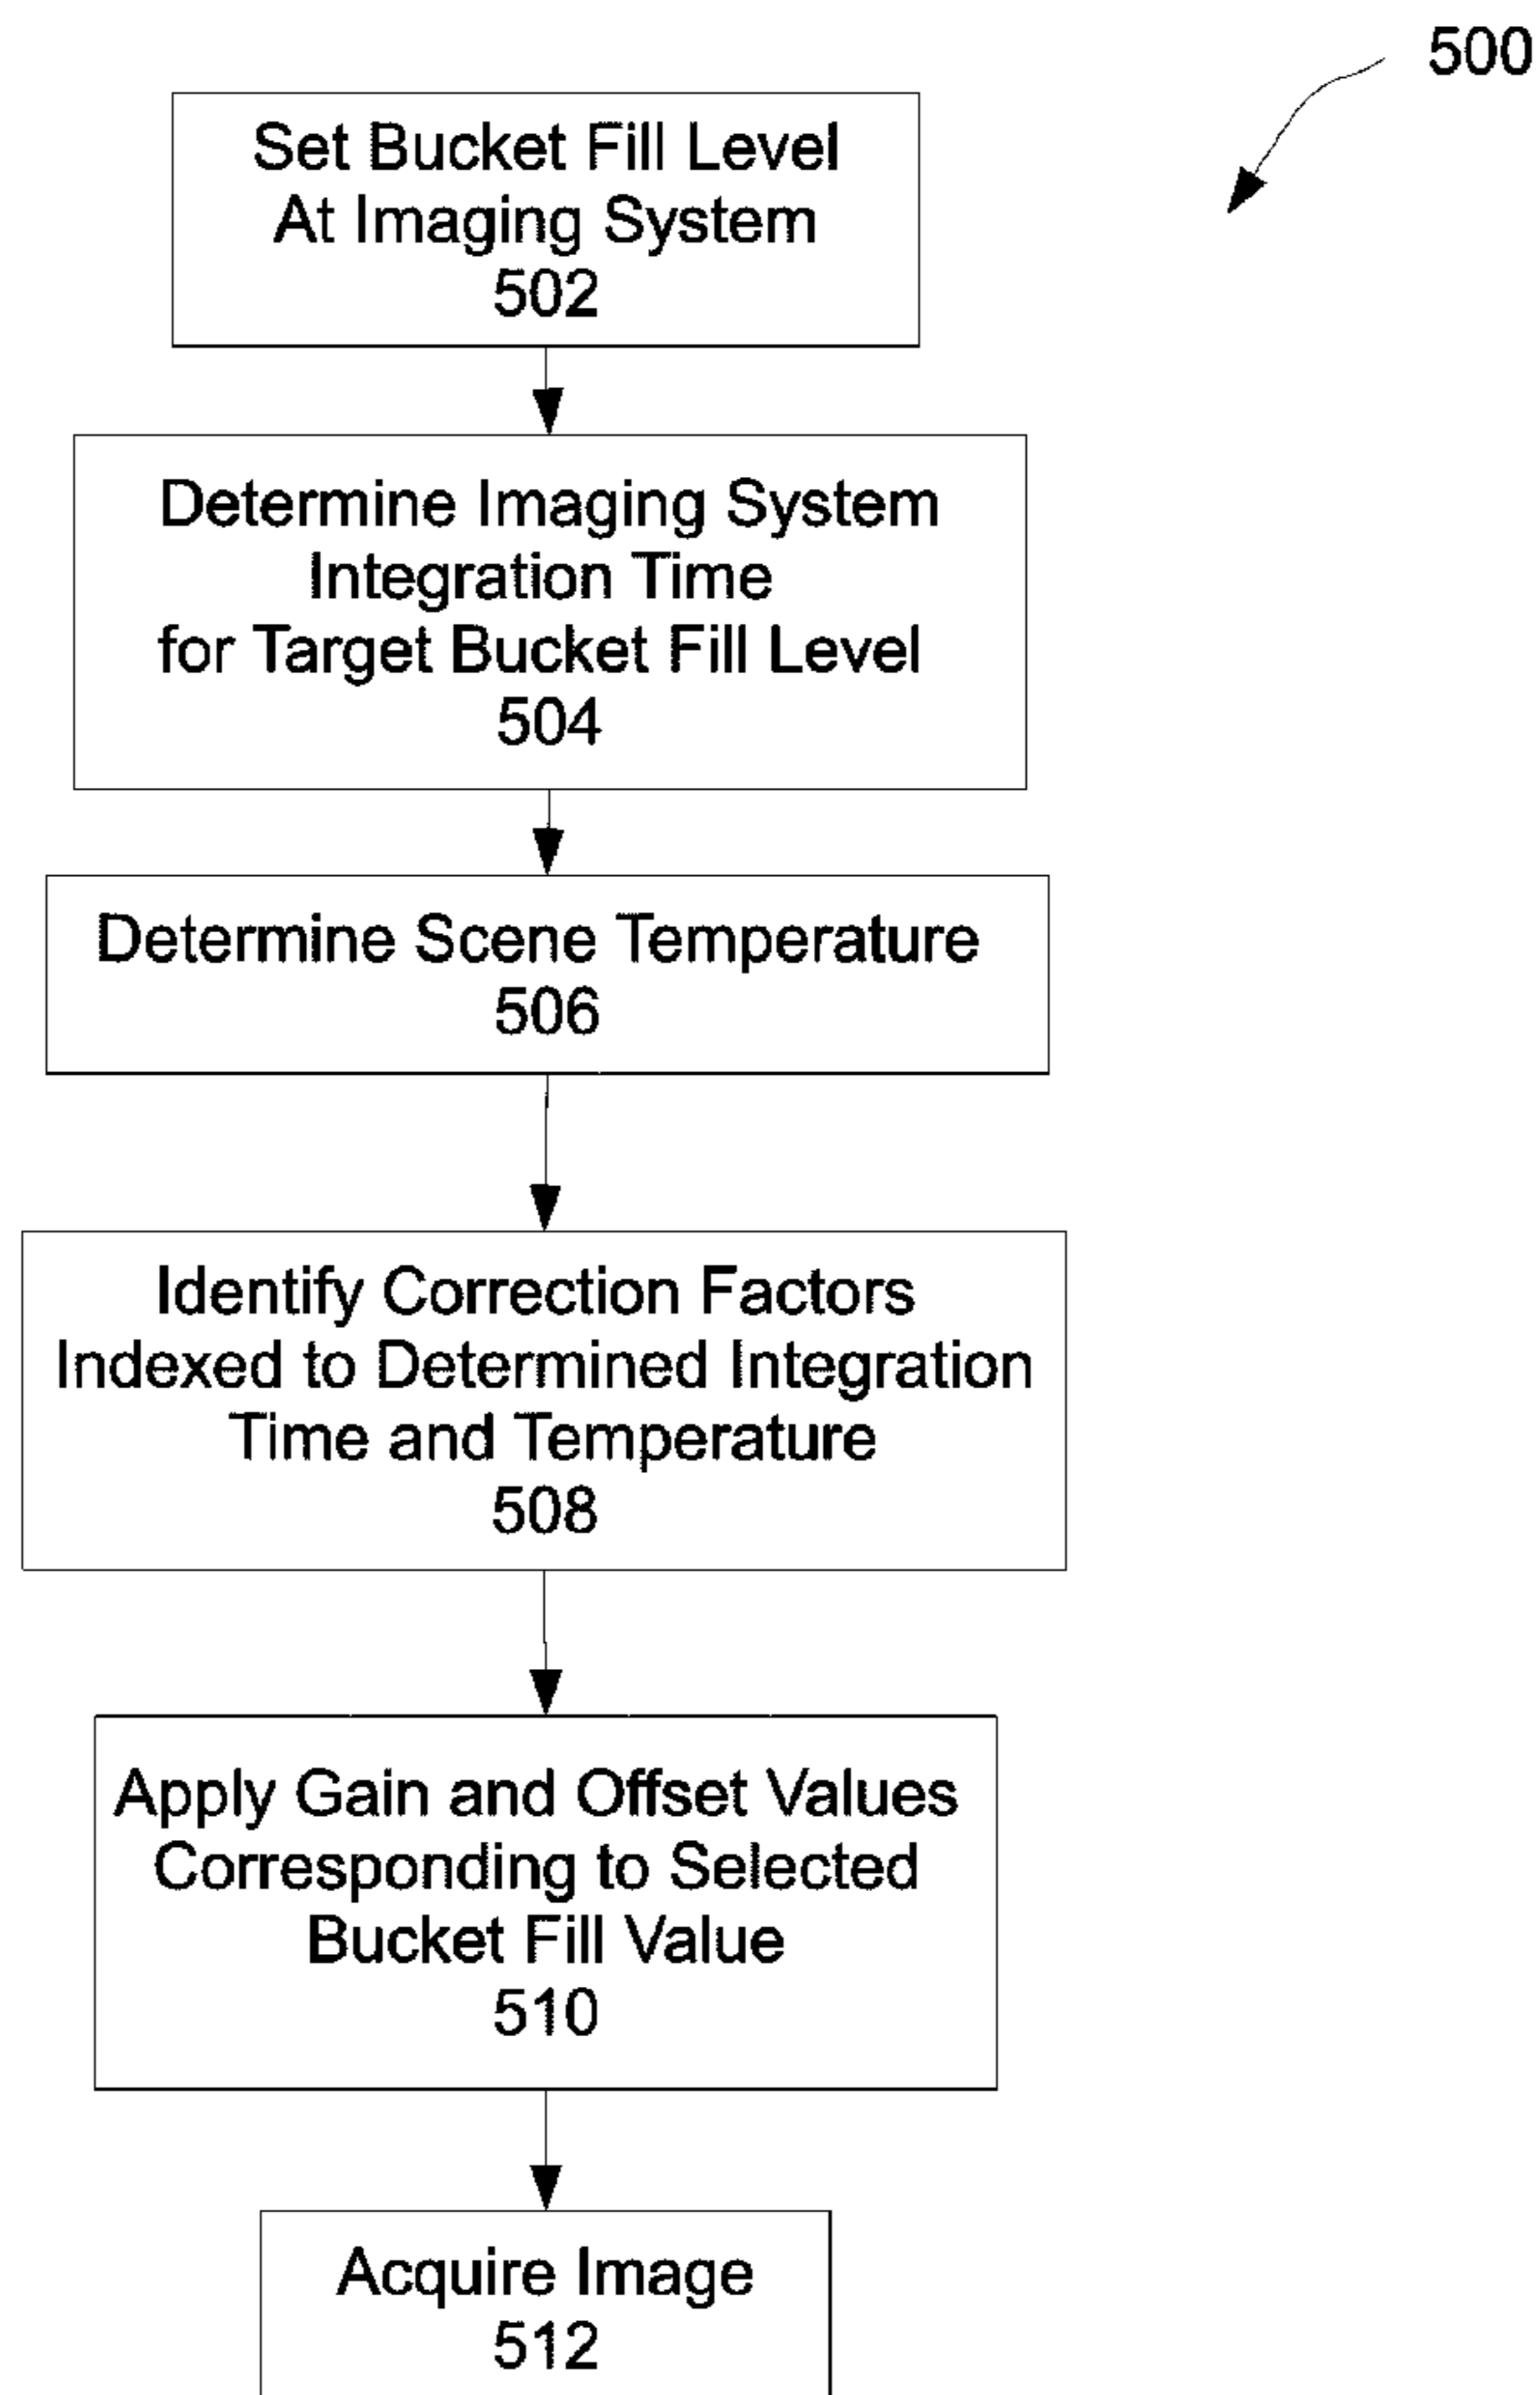 500
Set Bucket Fill Level
At Imaging System
502
Determine Imaging System
Integration Time
for Target Bucket Fill Level
504
Determine Scene Temperature
506
Identify Correction Factors
Indexed to Determined Integration
Time and Temperature
508
Apply Gain and Offset Values
Corresponding to Selected
Bucket Fill Value
510
Acquire Image
512